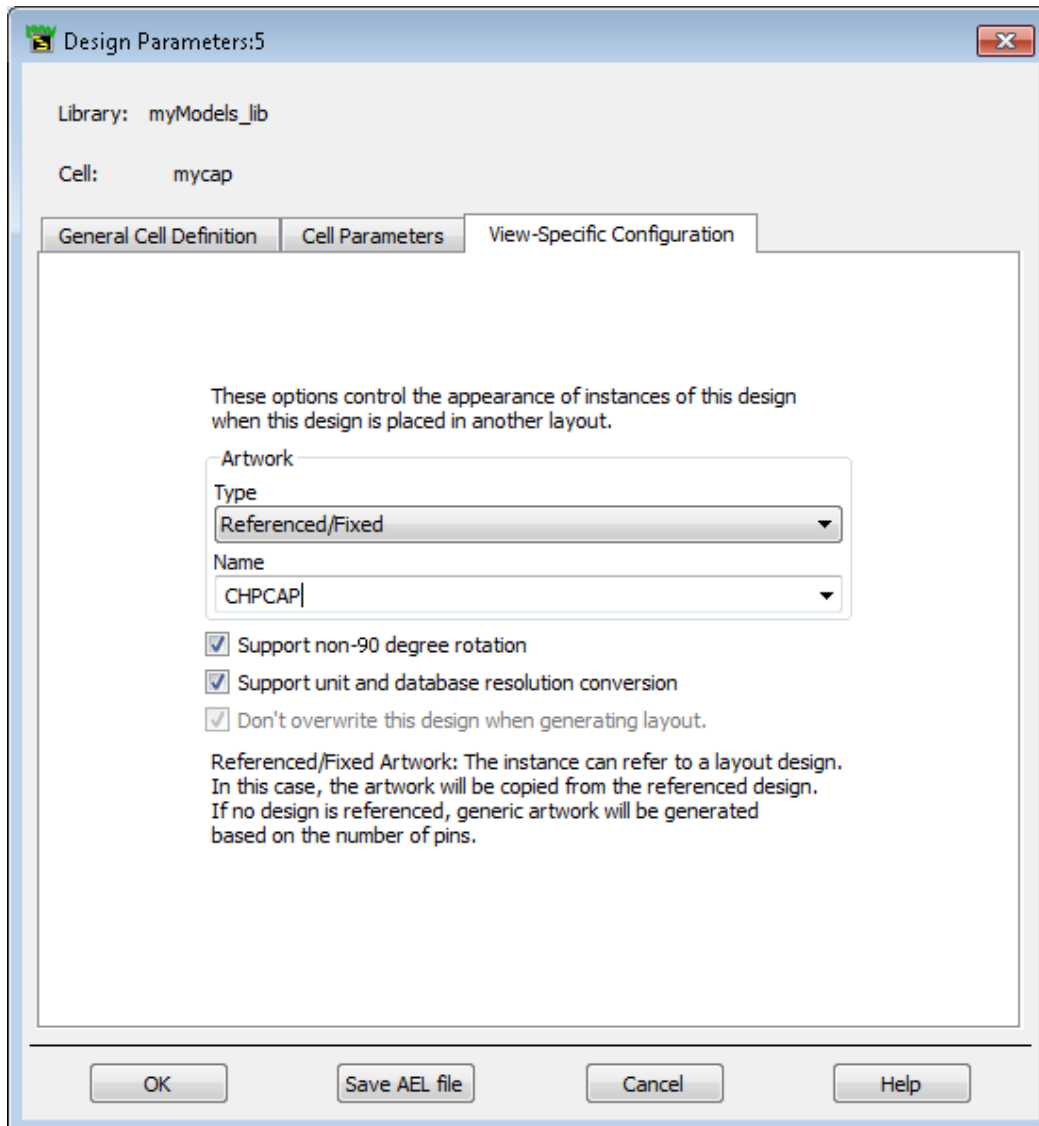 Design Parameters:5
Library: myModels_lib
Cell: mycap
General Cell Definition Cell Parameters View-Specific Configuration
These options control the appearance of instances of this design
when this design is placed in another layout.
Artwork
Type
Referenced/Fixed
Name
CHPCAP
Support non-90 degree rotation
Support unit and database resolution conversion
Don't overwrite this design when generating layout.
Referenced/Fixed Artwork: The instance can refer to a layout design.
In this case, the artwork will be copied from the referenced design.
If no design is referenced, generic artwork will be generated
based on the number of pins.
OK Save AEL file Cancel Help